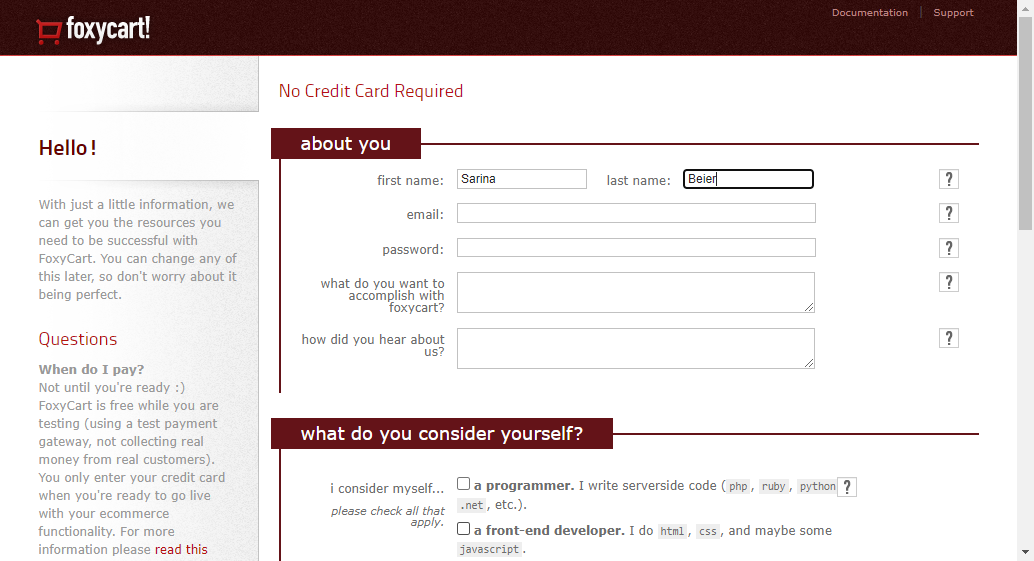 foxycart!
Documentation | Support
No Credit Card Required
Hello!
With just a little information, we
can get you the resources you
need to be successful with
FoxyCart. You can change any of
this later, so don't worry about it
being perfect.
Questions
When do I pay?
Not until you're ready :)
FoxyCart is free while you are
testing (using a test payment
gateway, not collecting real
money from real customers).
You only enter your credit card
when you're ready to go live
with your ecommerce
functionality. For more
information please read this
about you
first name: Sarina last name: Beier ?
email: ?
password: ?
what do you want to
accomplish with
foxycart?
?
how did you hear about
us?
?
what do you consider yourself?
i consider myself...
please check all that
apply.
a programmer. I write serverside code (php, ruby, python ?
.net, etc.).
a front-end developer. I do html, css, and maybe some
javascript.